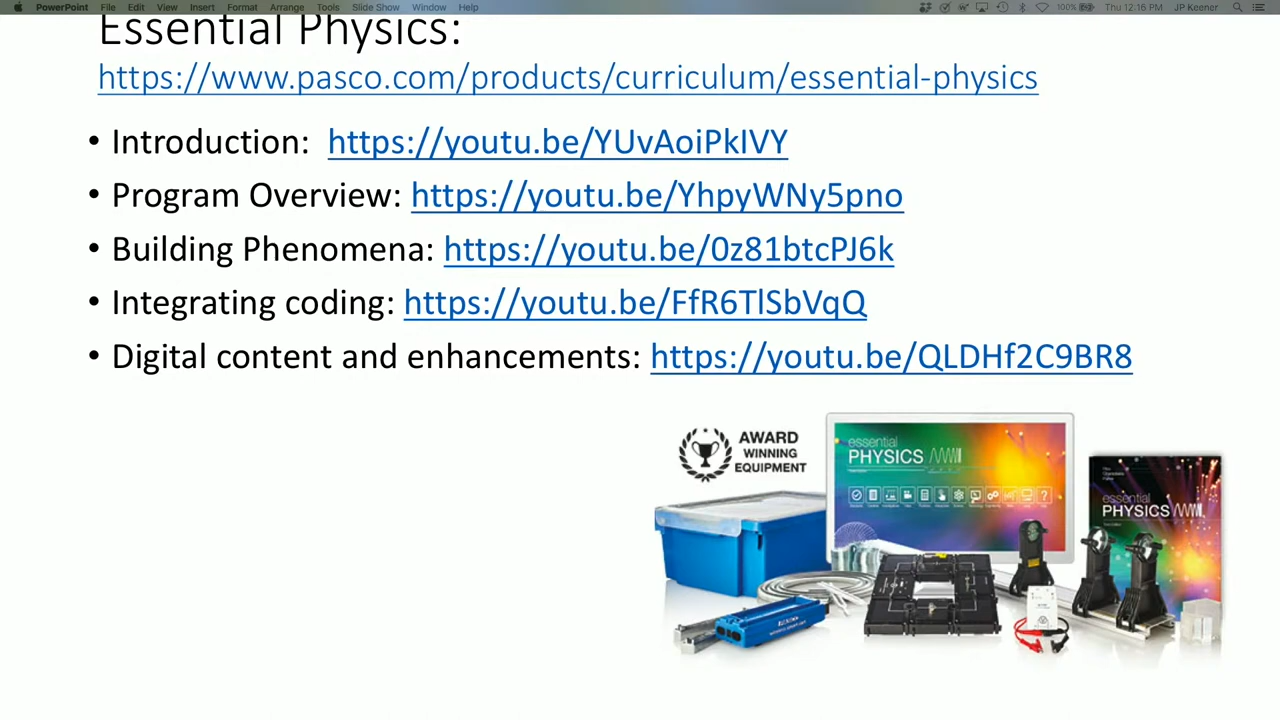 PowerPoint File Edit View Insert Format Arrange Tools Slide Show Window Help 100% Thu 12:16 PM JP Keener
Essential Physics:
https://www.pasco.com/products/curriculum/essential-physics
• Introduction: https://youtu.be/YUvAoiPkIVY
• Program Overview: https://youtu.be/YhpyWNy5pno
• Building Phenomena: https://youtu.be/0z81btcPJ6k
• Integrating coding: https://youtu.be/FfR6TlSbVqQ
• Digital content and enhancements: https://youtu.be/QLDHf2C9BR8
AWARD
WINNING
EQUIPMENT
essential
PHYSICS
essential
PHYSICS